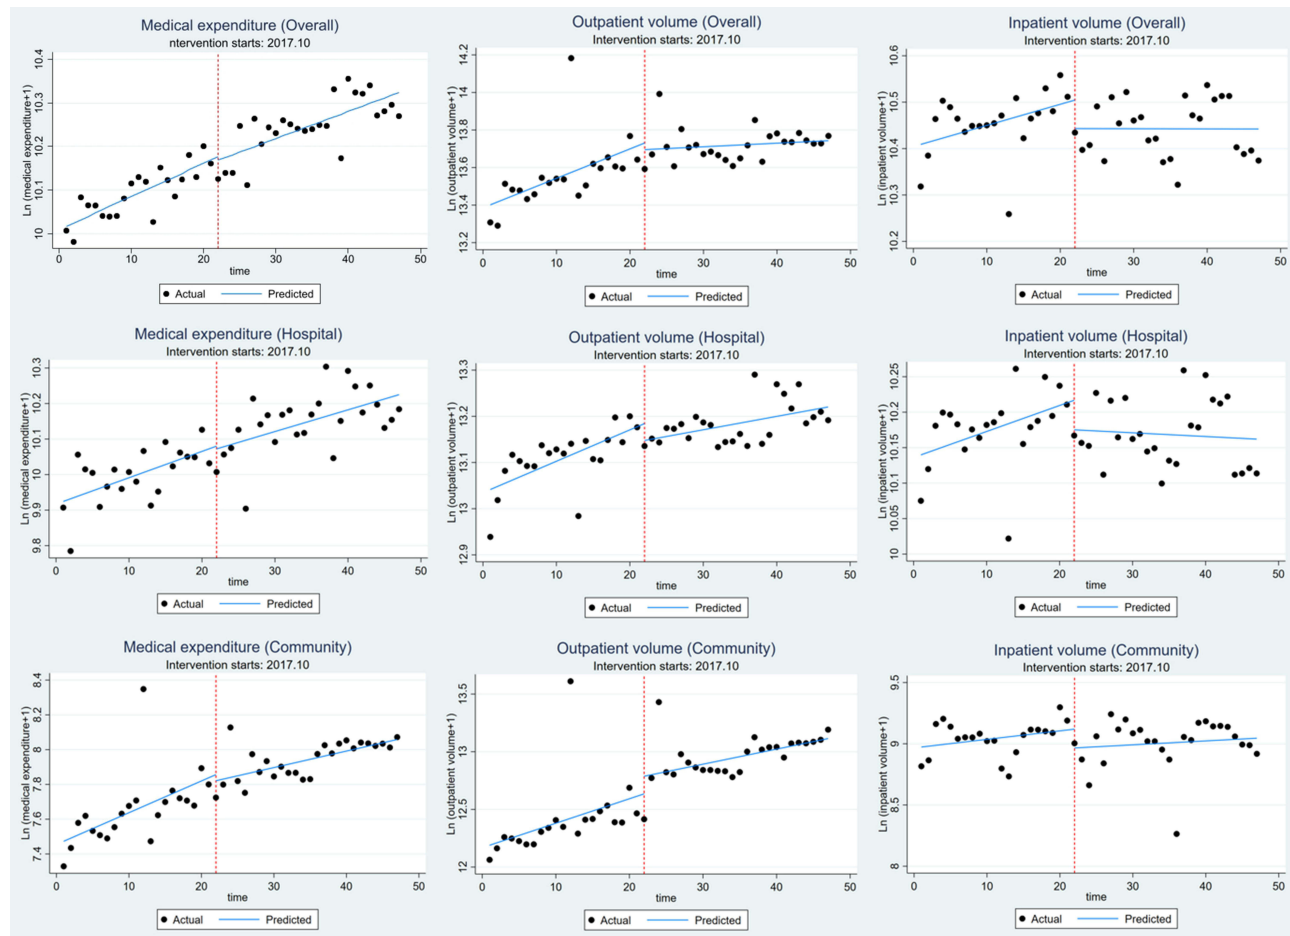 Medical expenditure (Overall)
ntervention starts: 2017.10
Ln (medical expenditure+1)
10.4
10.3
10.2
10.1
10
0 10 20 30 40 50
time
Actual Predicted
Outpatient volume (Overall)
Intervention starts: 2017.10
Ln (outpatient volume+1)
14.2
14
13.8
13.6
13.4
13.2
0 10 20 30 40 50
time
Actual Predicted
Inpatient volume (Overall)
Intervention starts: 2017.10
Ln (inpatient volume+1)
10.6
10.5
10.4
10.3
10.2
0 10 20 30 40 50
time
Actual Predicted
Medical expenditure (Hospital)
Intervention starts: 2017.10
Ln (medical expenditure+1)
10.3
10.2
10.1
10
9.9
9.8
0 10 20 30 40 50
time
Actual Predicted
Outpatient volume (Hospital)
Intervention starts: 2017.10
Ln (outpatient volume+1)
13.3
13.2
13.1
13
12.9
0 10 20 30 40 50
time
Actual Predicted
Inpatient volume (Hospital)
Intervention starts: 2017.10
Ln (inpatient volume+1)
10.25
10.2
10.15
10.1
10.05
10
0 10 20 30 40 50
time
Actual Predicted
Medical expenditure (Community)
Intervention starts: 2017.10
Ln (medical expenditure+1)
8.4
8.2
8
7.8
7.6
7.4
0 10 20 30 40 50
time
Actual Predicted
Outpatient volume (Community)
Intervention starts: 2017.10
Ln (outpatient volume+1)
13.5
13
12.5
12
0 10 20 30 40 50
time
Actual Predicted
Inpatient volume (Community)
Intervention starts: 2017.10
Ln (inpatient volume+1)
9.5
9
8.5
8
0 10 20 30 40 50
time
Actual Predicted